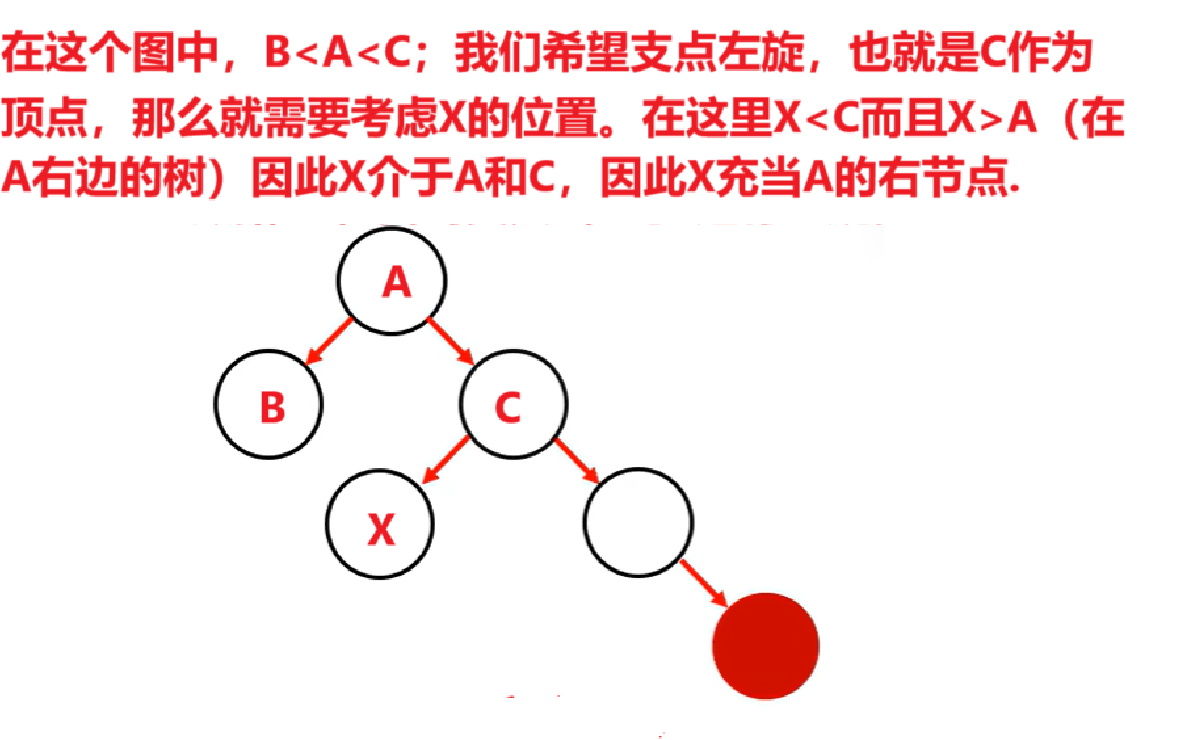 在这个图中，B<A<C；我们希望支点左旋，也就是C作为
顶点，那么就需要考虑X的位置。在这里X<C而且X>A（在
A右边的树）因此X介于A和C，因此X充当A的右节点.
A
B
C
X